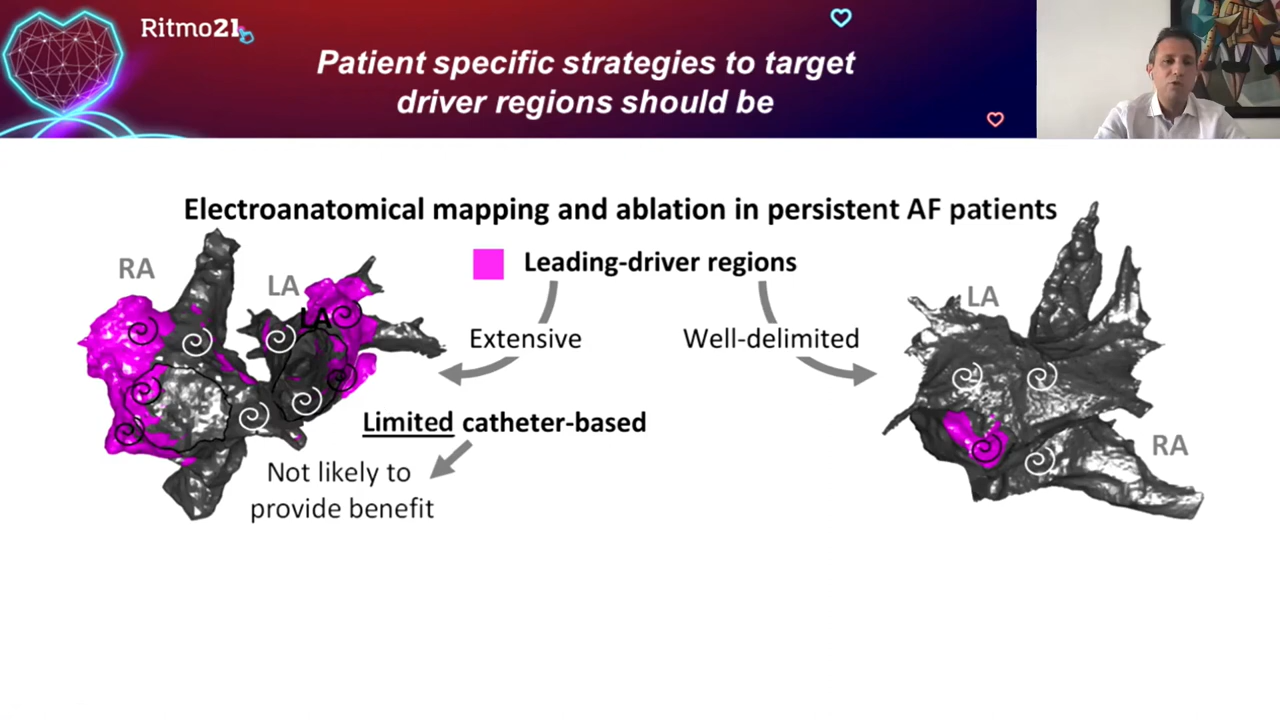 Ritmo21
Patient specific strategies to target
driver regions should be
Electroanatomical mapping and ablation in persistent AF patients
RA
LA
LA
Leading-driver regions
LA
Extensive
Well-delimited
Limited catheter-based
RA
Not likely to
provide benefit